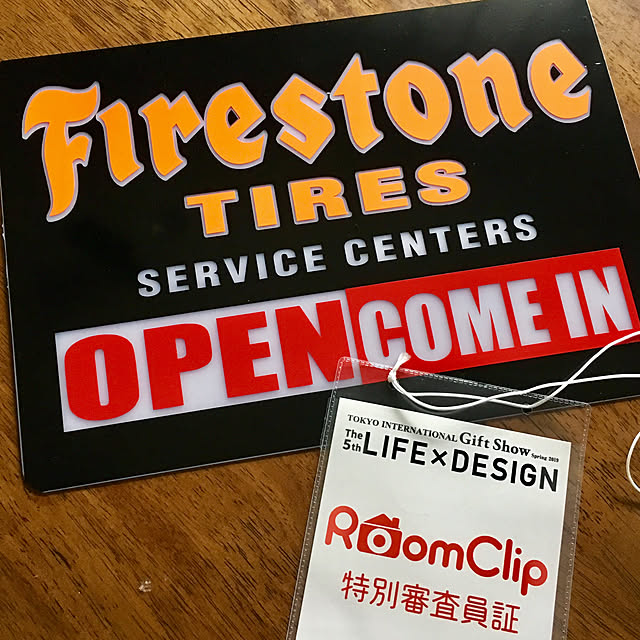 Firestone
TIRES
SERVICE CENTERS
OPEN COME IN
TOKYO INTERNATIONAL Gift Show Spring 2019
The 5th LIFE×DESIGN
RoomClip
特別審査員証